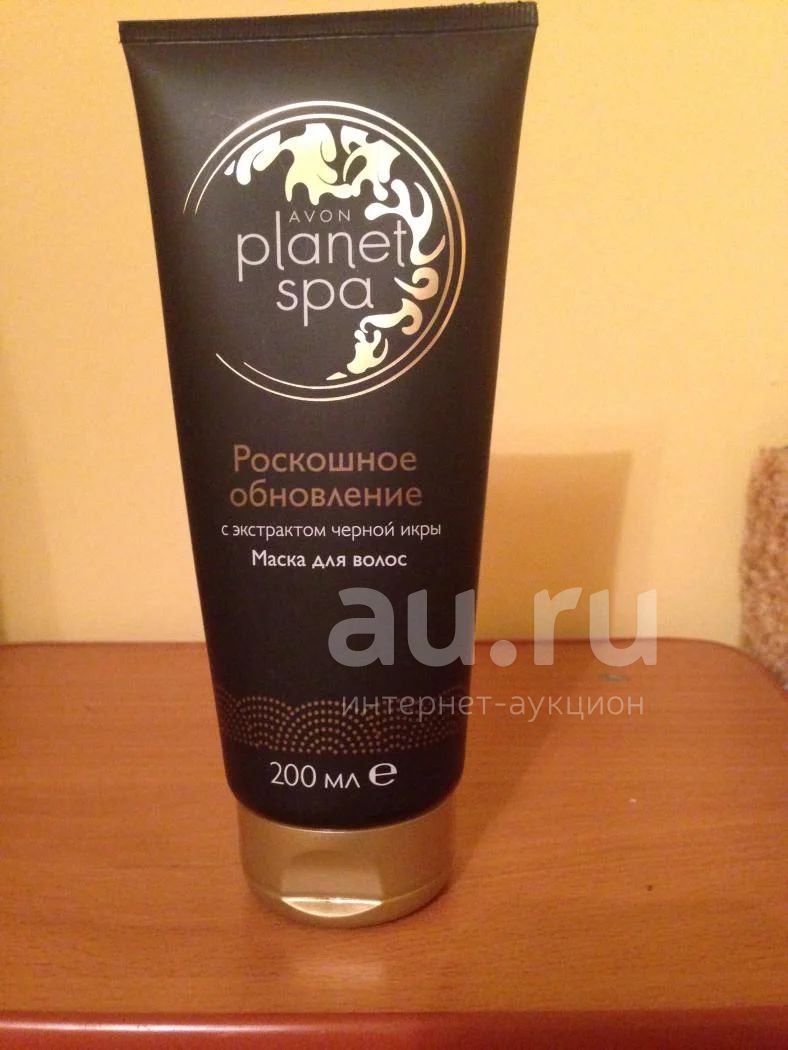 AVON
planet
spa
Роскошное
обновление
с экстрактом черной икры
Маска для волос
au.ru
интернет-аукцион
200 мл e